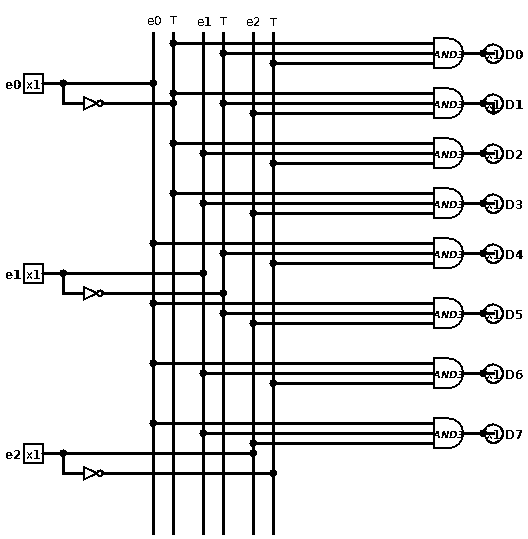 e0 T e1 T e2 T
AND3 x1 D0
e0 x1
AND3 x1 D1
AND3 x1 D2
AND3 x1 D3
AND3 x1 D4
e1 x1
AND3 x1 D5
AND3 x1 D6
AND3 x1 D7
e2 x1